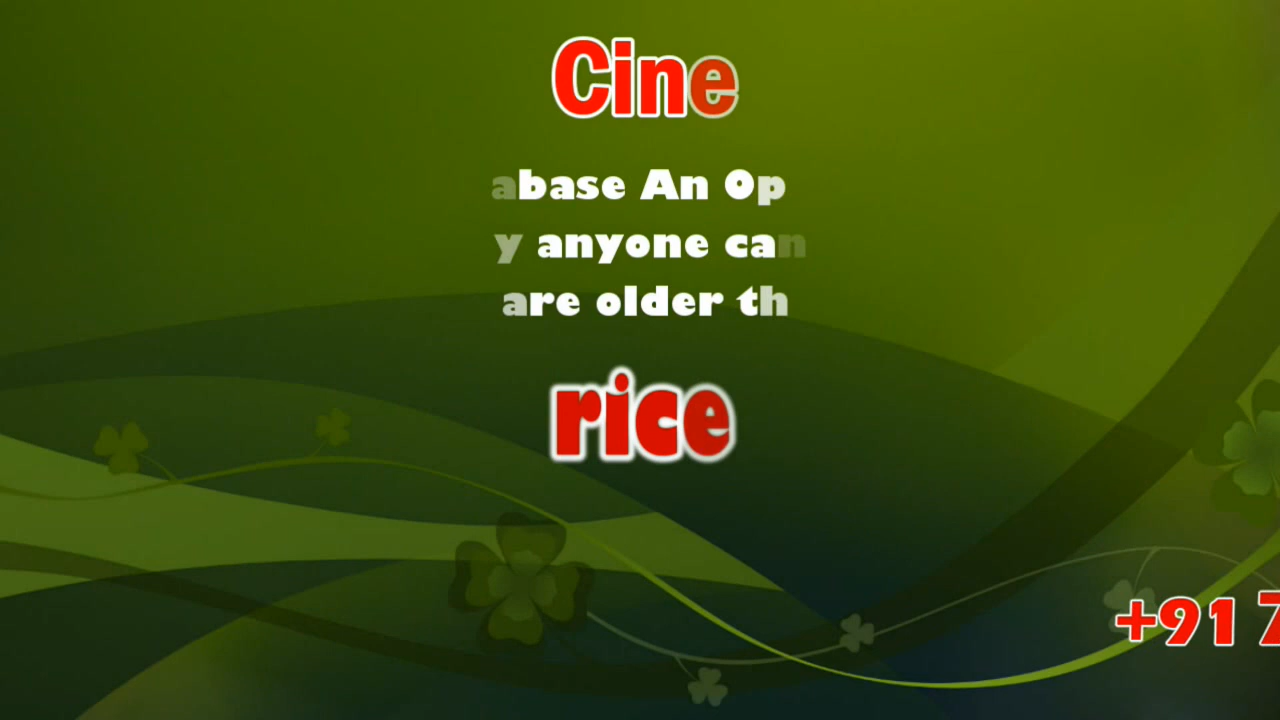 Cine
abase An Op
y anyone can
are older th
rice
+91 7